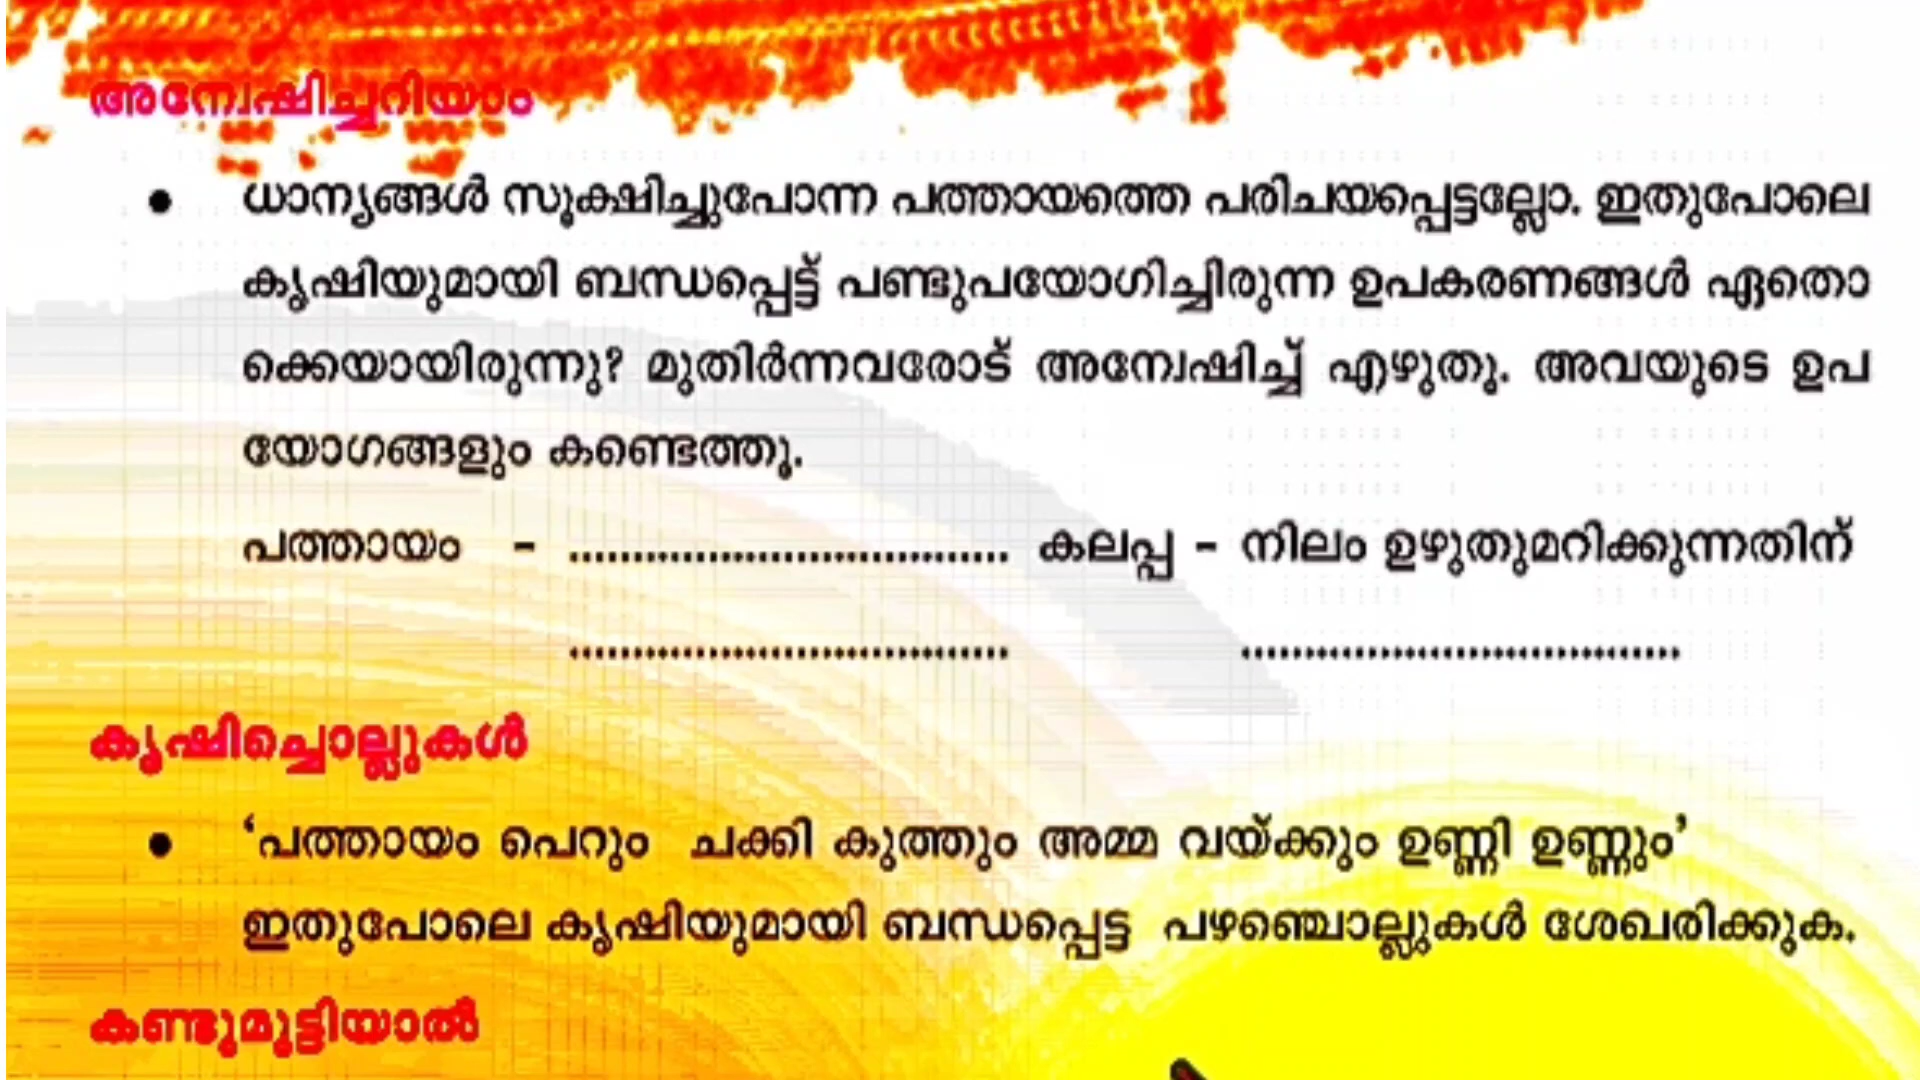 അന്വേഷിച്ചറിയാം
● ധാന്യങ്ങൾ സൂക്ഷിച്ചുപോന്ന പത്തായത്തെ പരിചയപ്പെട്ടല്ലോ. ഇതുപോലെ
കൃഷിയുമായി ബന്ധപ്പെട്ട് പണ്ടുപയോഗിച്ചിരുന്ന ഉപകരണങ്ങൾ ഏതൊ
ക്കെയായിരുന്നു? മുതിർന്നവരോട് അന്വേഷിച്ച് എഴുതൂ. അവയുടെ ഉപ
യോഗങ്ങളും കണ്ടെത്തൂ.
പത്തായം - ........................................ കലപ്പ - നിലം ഉഴുതുമറിക്കുന്നതിന്
........................................ ........................................
കൃഷിച്ചൊല്ലുകൾ
● ‘പത്തായം പെറും ചക്കി കുത്തും അമ്മ വയ്ക്കും ഉണ്ണി ഉണ്ണും’
ഇതുപോലെ കൃഷിയുമായി ബന്ധപ്പെട്ട പഴഞ്ചൊല്ലുകൾ ശേഖരിക്കുക.
കണ്ടുമുട്ടിയാൽ